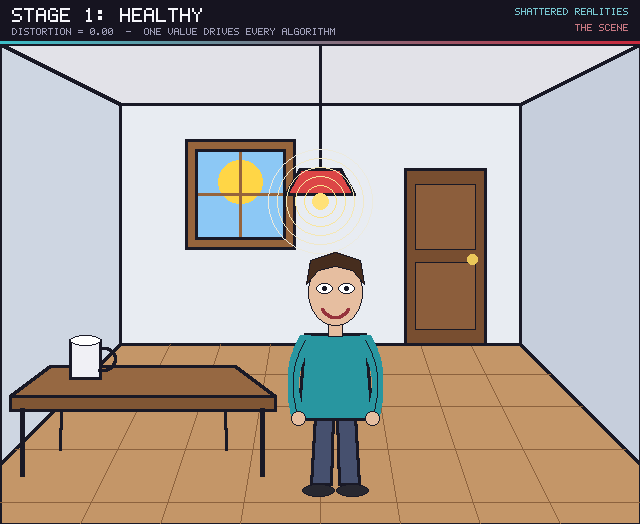 STAGE 1: HEALTHY
DISTORTION = 0.00  -  ONE VALUE DRIVES EVERY ALGORITHM
SHATTERED REALITIES
THE SCENE